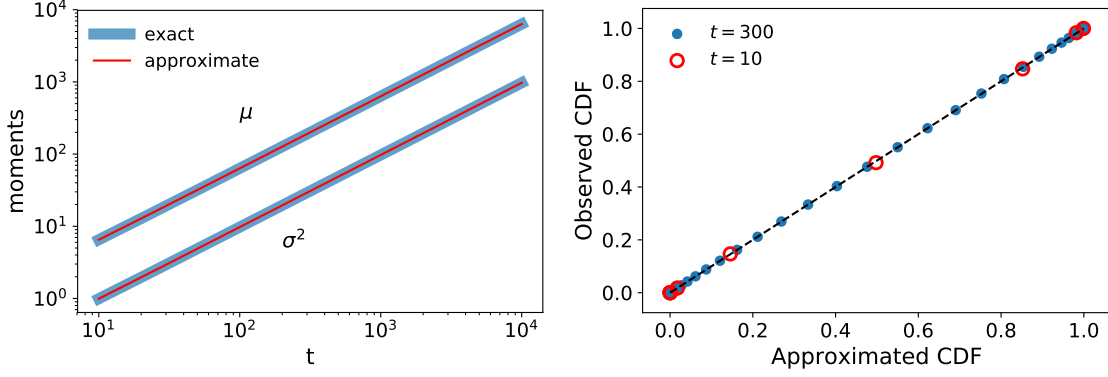 10⁴
10³
10²
10¹
10⁰
moments
exact
approximate
μ
σ²
10¹
10²
10³
10⁴
t
1.0
0.8
0.6
0.4
0.2
0.0
Observed CDF
t = 300
t = 10
0.0
0.2
0.4
0.6
0.8
1.0
Approximated CDF